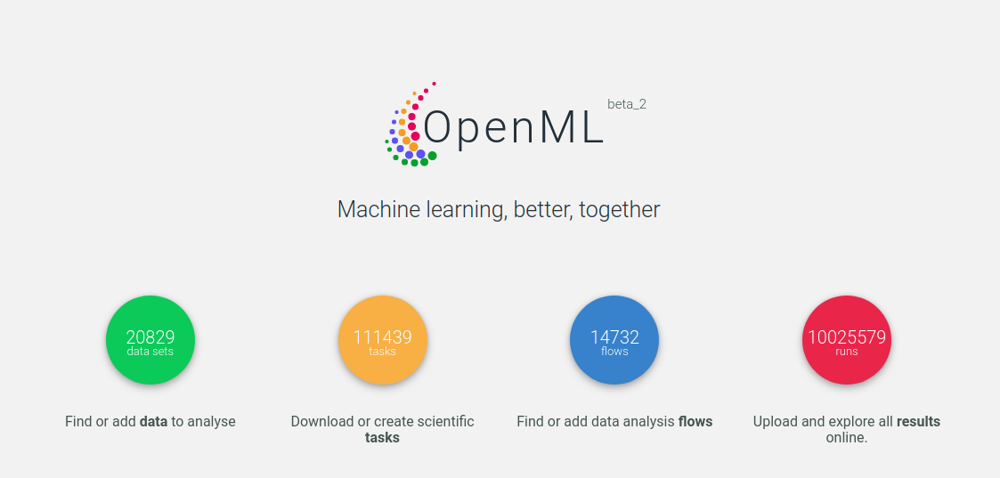 OpenML beta_2
Machine learning, better, together
20829
data sets
111439
tasks
14732
flows
10025579
runs
Find or add data to analyse
Download or create scientific
tasks
Find or add data analysis flows
Upload and explore all results
online.